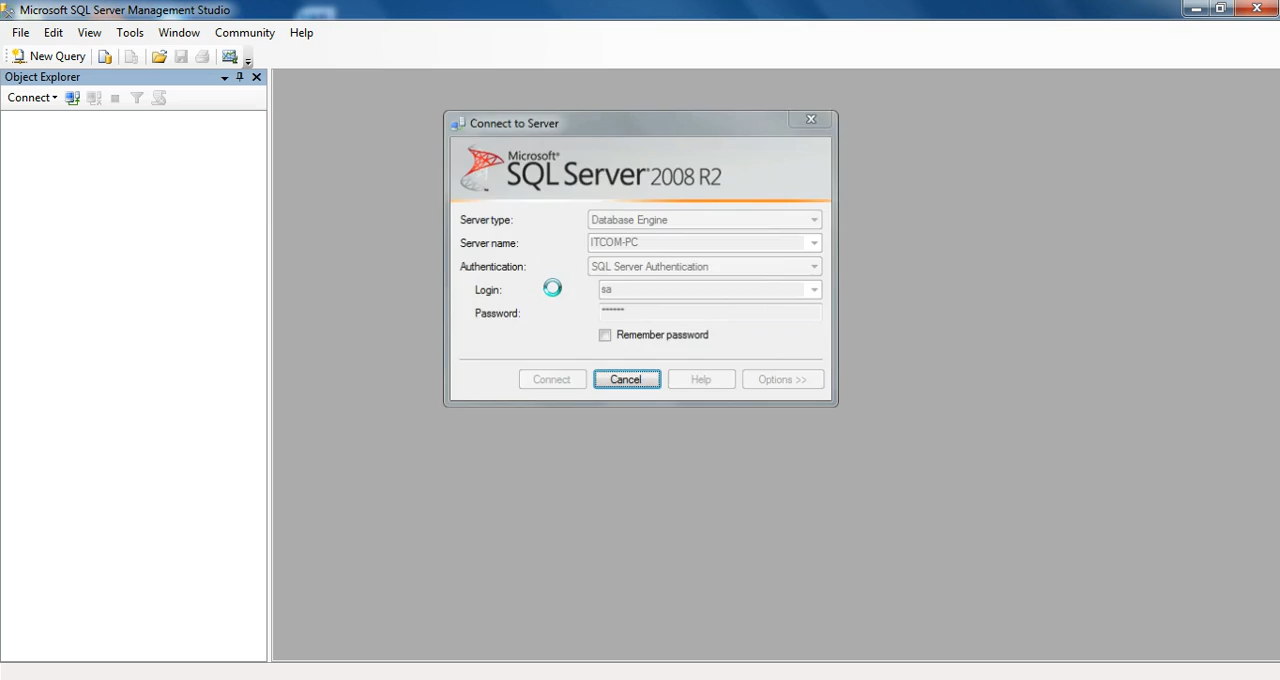 Microsoft SQL Server Management Studio
File Edit View Tools Window Community Help
New Query
Object Explorer
Connect
Connect to Server
Microsoft®
SQL Server™ 2008 R2
Server type: Database Engine
Server name: ITCOM-PC
Authentication: SQL Server Authentication
Login: sa
Password: ******
Remember password
Connect Cancel Help Options >>